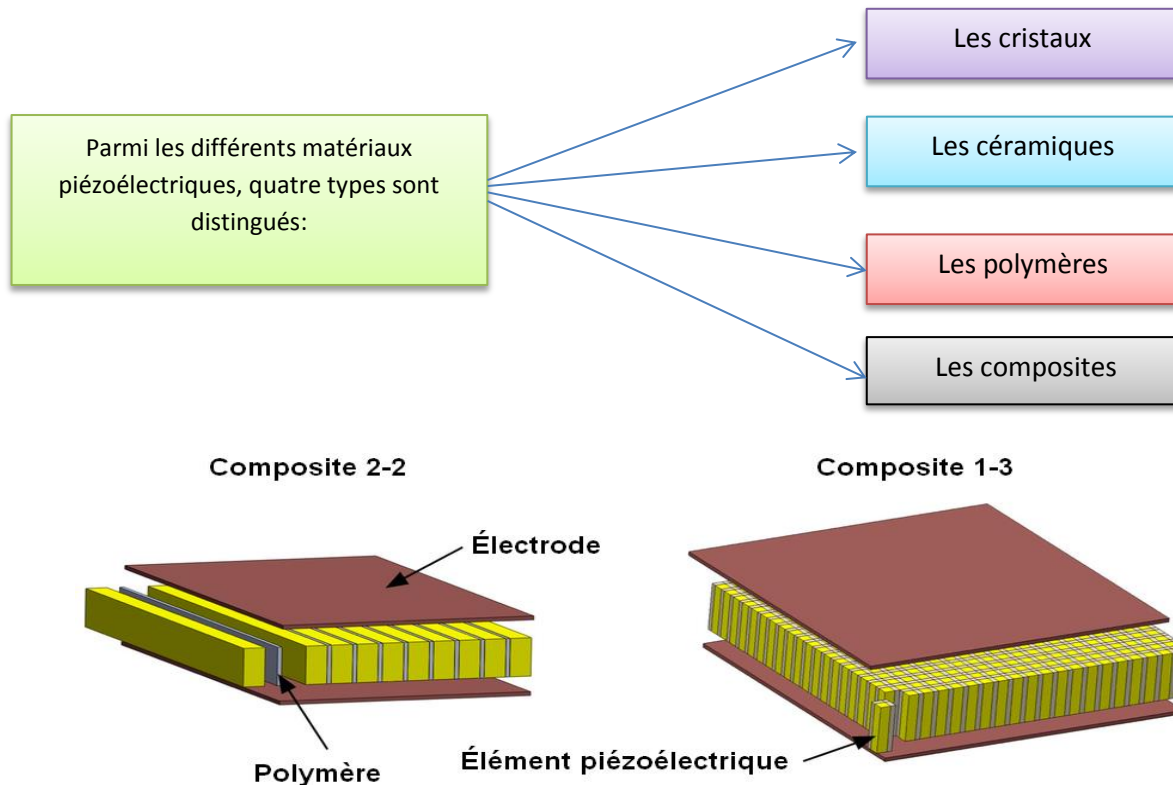 Parmi les différents matériaux
piézoélectriques, quatre types sont
distingués:
Les cristaux
Les céramiques
Les polymères
Les composites
Composite 2-2
Composite 1-3
Électrode
Polymère
Élément piézoélectrique